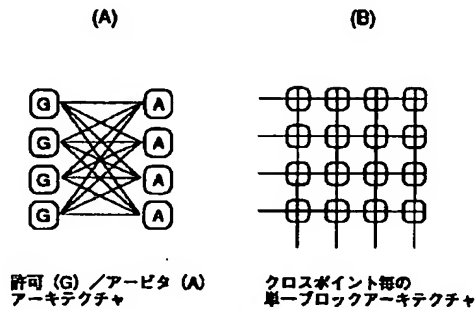 (A)
(B)
G A
G A
G A
G A
許可（G）／アービタ（A）
アーキテクチャ
クロスポイント毎の
単一ブロックアーキテクチャ